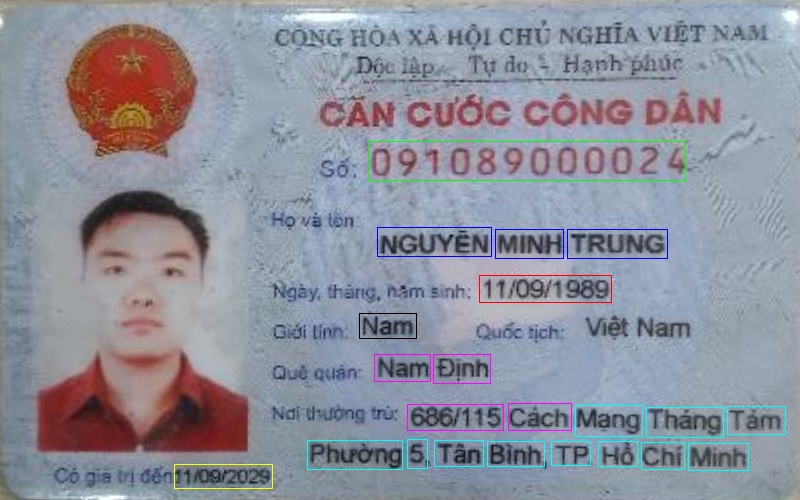 CỘNG HÒA XÃ HỘI CHỦ NGHĨA VIỆT NAM
Độc lập - Tự do - Hạnh phúc
CĂN CƯỚC CÔNG DÂN
Số: 091089000024
Họ và tên
NGUYỄN MINH TRUNG
Ngày, tháng, năm sinh: 11/09/1989
Giới tính: Nam Quốc tịch: Việt Nam
Quê quán: Nam Định
Nơi thường trú: 686/115 Cách Mạng Tháng Tám
Phường 5, Tân Bình, TP. Hồ Chí Minh
Có giá trị đến 11/09/2029